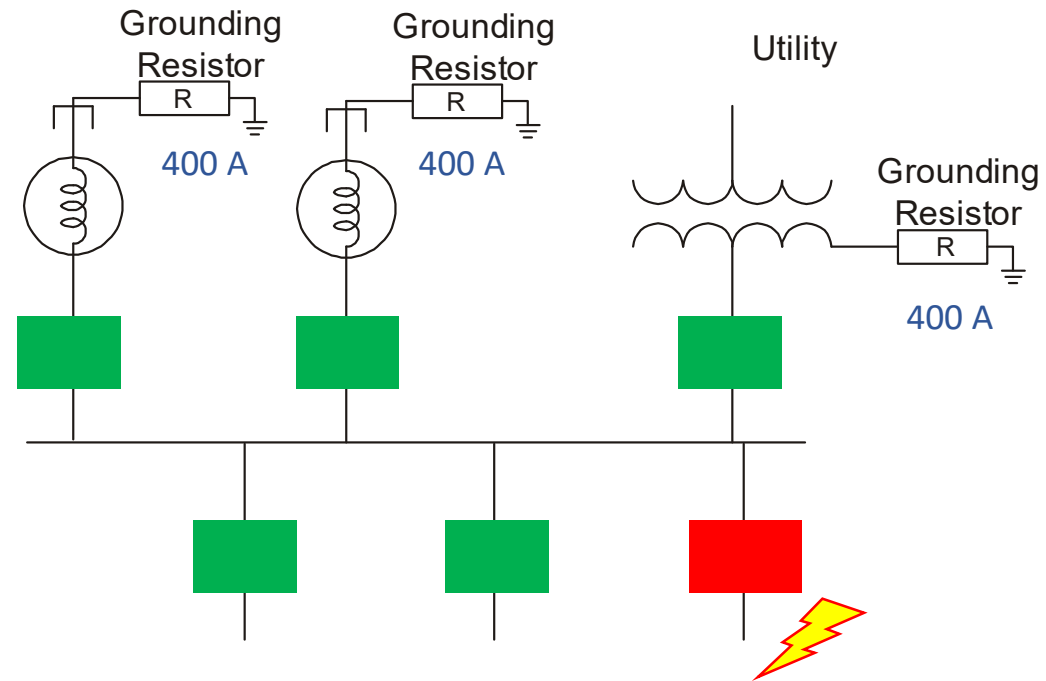 Grounding
Resistor
R
400 A
Grounding
Resistor
R
400 A
Utility
Grounding
Resistor
R
400 A